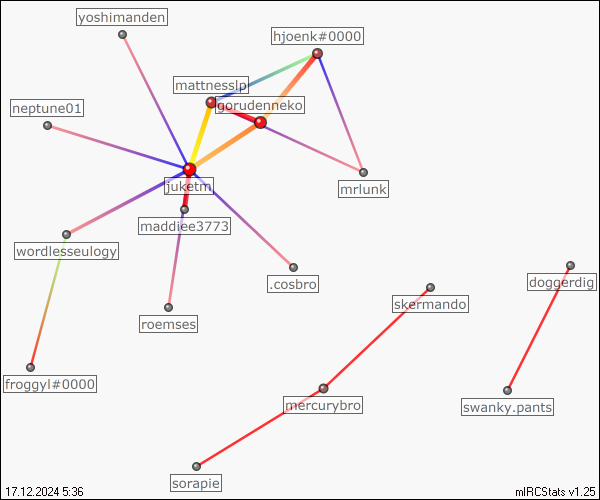 yoshimanden
hjoenk#0000
mattnesslp
gorudenneko
neptune01
juketm
mrlunk
maddiee3773
wordlesseulogy
.cosbro
doggerdig
skermando
roemses
froggyl#0000
mercurybro
swanky.pants
sorapie
17.12.2024 5:36
mIRCStats v1.25